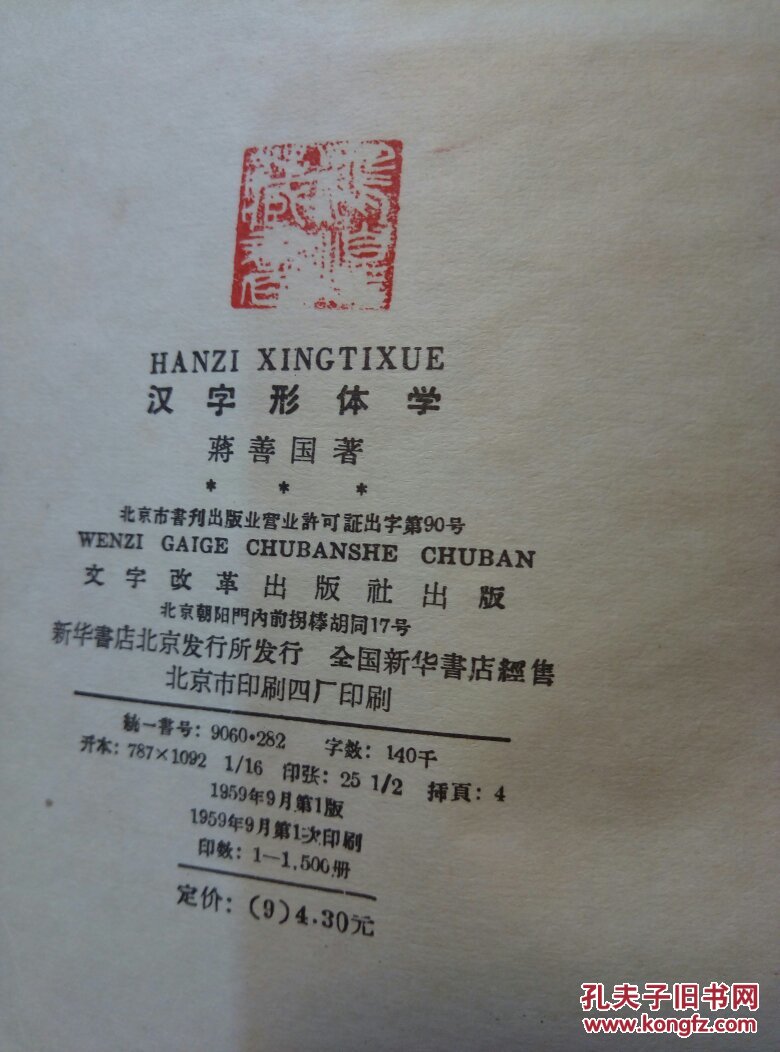 HANZI XINGTIXUE
汉字形体学
蔣善国著
* * *
北京市書刊出版业营业許可証出字第90号
WENZI GAIGE CHUBANSHE CHUBAN
文字改革出版社出版
北京朝阳門內前拐棒胡同17号
新华書店北京发行所发行 全国新华書店經售
北京市印刷四厂印刷
統一書号：9060·282 字数：140千
开本：787×1092 1/16 印张：25 1/2 揷頁：4
1959年9月第1版
1959年9月第1次印刷
印数：1—1,500册
定价：(9)4.30元
孔夫子旧书网
www.kongfz.com